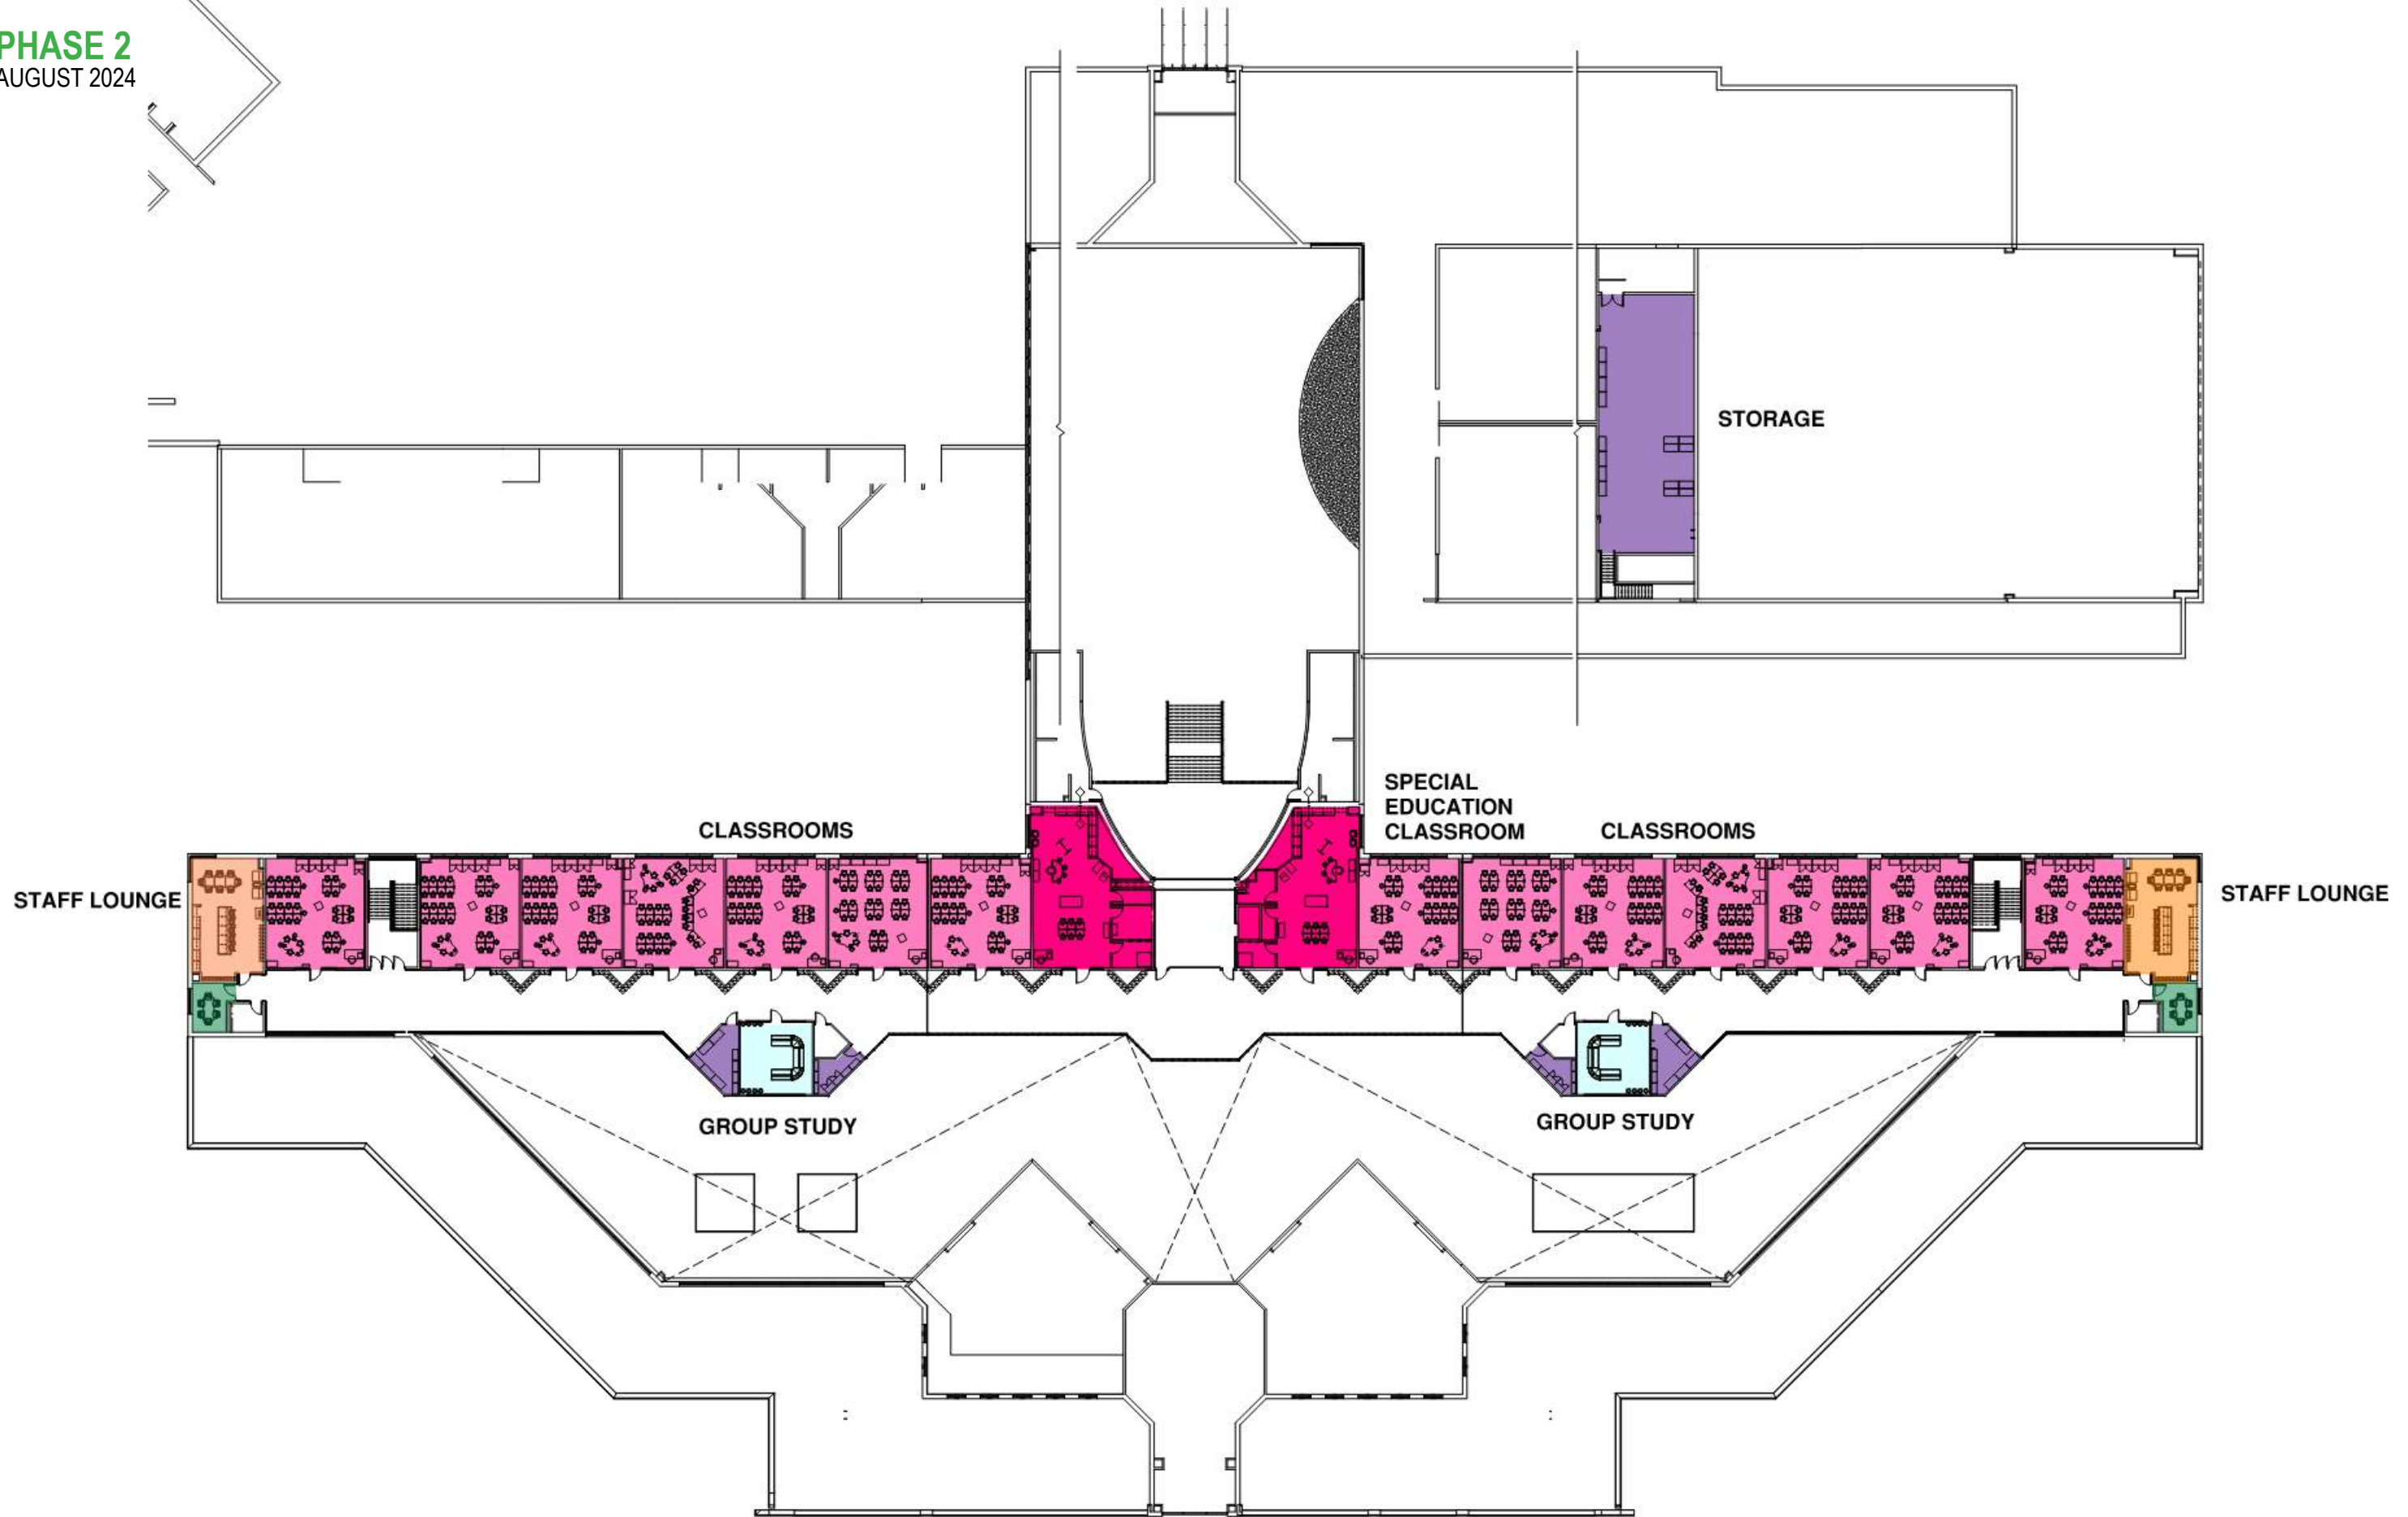 PHASE 2
AUGUST 2024
STORAGE
SPECIAL
EDUCATION
CLASSROOM
CLASSROOMS
CLASSROOMS
STAFF LOUNGE
STAFF LOUNGE
GROUP STUDY
GROUP STUDY